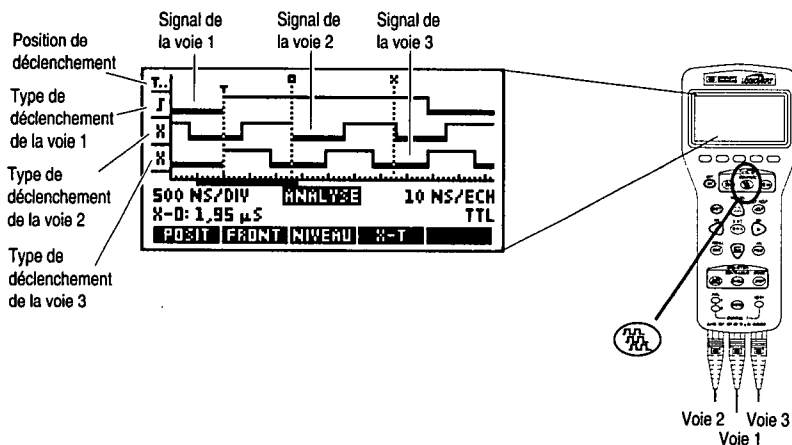 Signal de
la voie 1
Signal de
la voie 2
Signal de
la voie 3
Position de
déclenchement
Type de
déclenchement
de la voie 1
Type de
déclenchement
de la voie 2
Type de
déclenchement
de la voie 3
T..
T
X
X
X
500 NS/DIV ANALYSE 10 NS/ECH
X-O: 1,95 µS TTL
POSIT FRONT NIVEAU X-T
Voie 2 Voie 3
Voie 1